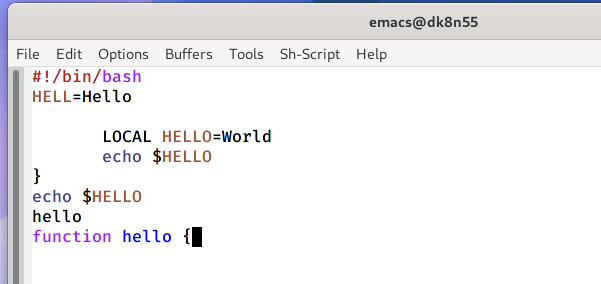 emacs@dk8n55
File Edit Options Buffers Tools Sh-Script Help
#!/bin/bash
HELL=Hello
LOCAL HELLO=World
echo $HELLO
}
echo $HELLO
hello
function hello {